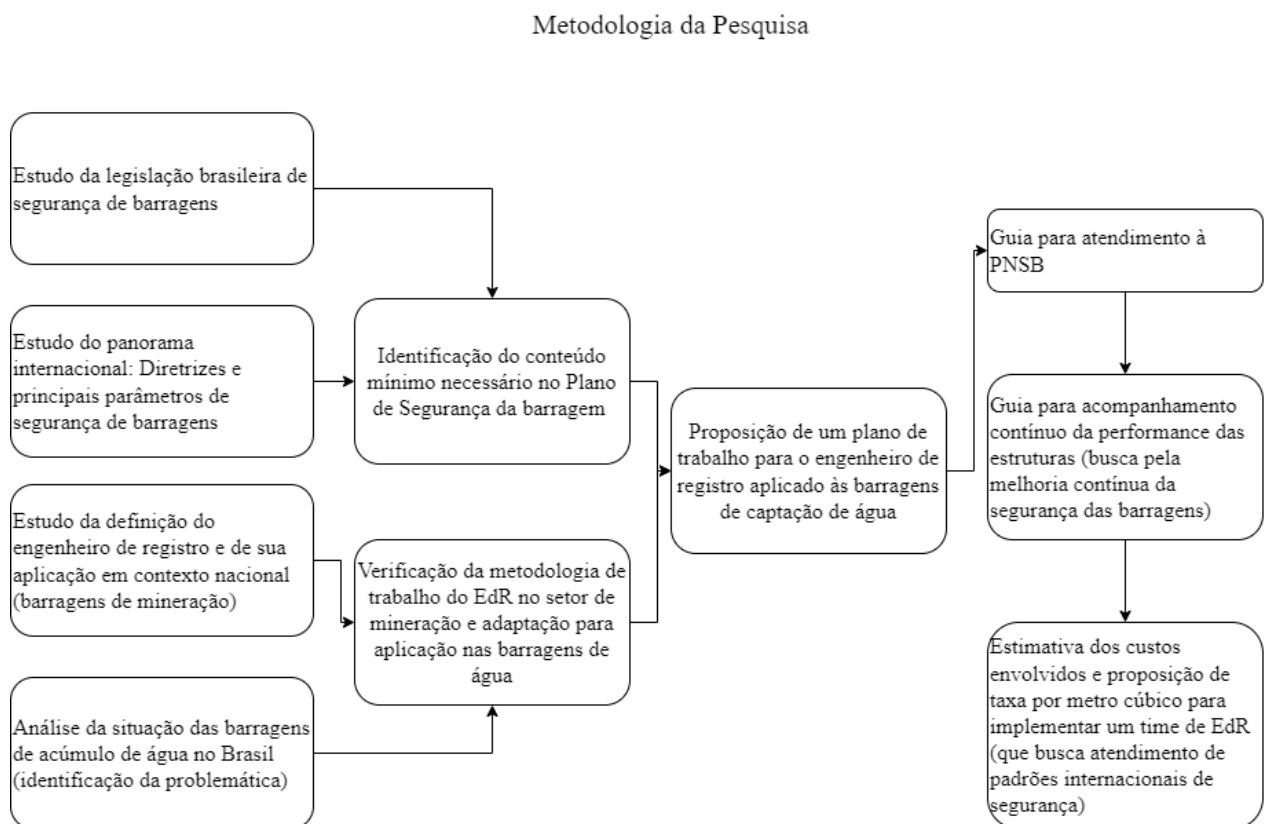 Metodologia da Pesquisa
Estudo da legislação brasileira de
segurança de barragens
Estudo do panorama
internacional: Diretrizes e
principais parâmetros de
segurança de barragens
Estudo da definição do
engenheiro de registro e de sua
aplicação em contexto nacional
(barragens de mineração)
Análise da situação das barragens
de acúmulo de água no Brasil
(identificação da problemática)
Identificação do conteúdo
mínimo necessário no Plano
de Segurança da barragem
Verificação da metodologia de
trabalho do EdR no setor de
mineração e adaptação para
aplicação nas barragens de
água
Proposição de um plano de
trabalho para o engenheiro de
registro aplicado às barragens
de captação de água
Guia para atendimento à
PNSB
Guia para acompanhamento
contínuo da performance das
estruturas (busca pela
melhoria contínua da
segurança das barragens)
Estimativa dos custos
envolvidos e proposição de
taxa por metro cúbico para
implementar um time de EdR
(que busca atendimento de
padrões internacionais de
segurança)